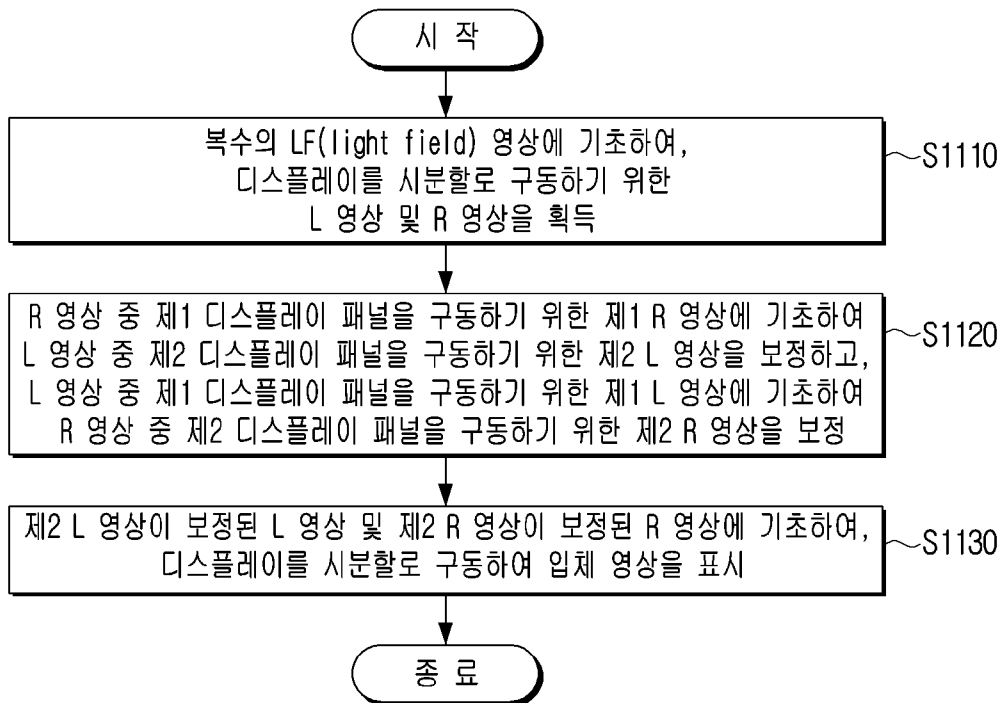 시 작
복수의 LF(light field) 영상에 기초하여,
디스플레이를 시분할로 구동하기 위한
L 영상 및 R 영상을 획득
S1110
R 영상 중 제1 디스플레이 패널을 구동하기 위한 제1 R 영상에 기초하여
L 영상 중 제2 디스플레이 패널을 구동하기 위한 제2 L 영상을 보정하고,
L 영상 중 제1 디스플레이 패널을 구동하기 위한 제1 L 영상에 기초하여
R 영상 중 제2 디스플레이 패널을 구동하기 위한 제2 R 영상을 보정
S1120
제2 L 영상이 보정된 L 영상 및 제2 R 영상이 보정된 R 영상에 기초하여,
디스플레이를 시분할로 구동하여 입체 영상을 표시
S1130
종 료